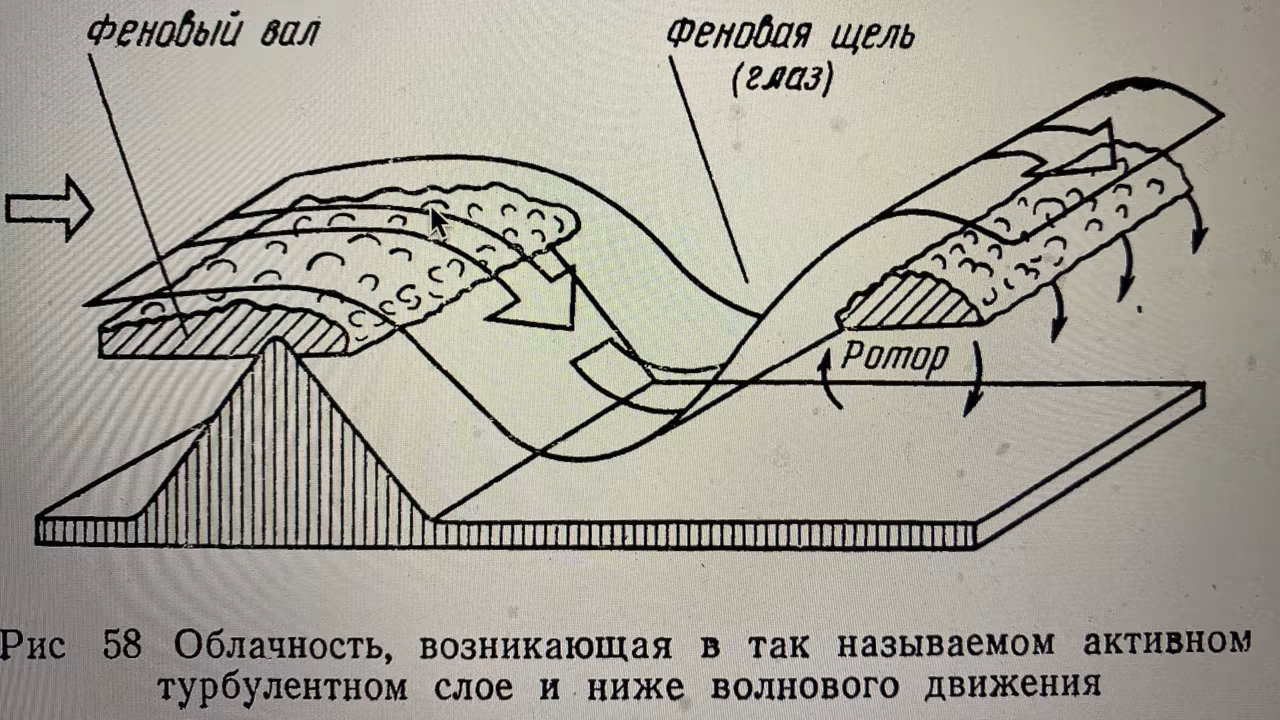 феновый вал
Феновая щель
(глаз)
Ротор
Рис 58 Облачность, возникающая в так называемом активном
турбулентном слое и ниже волнового движения